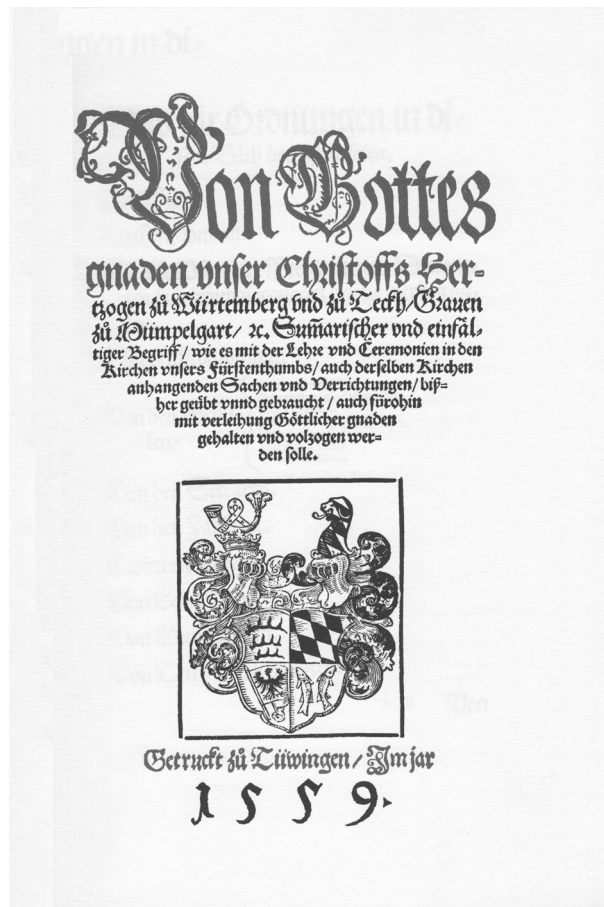 Von Gottes
gnaden vnser Christoffs Her-
tzogen zů Wirtemberg vnd zů Teckh/ Grauen
zů Mümpelgart/ ꝛc. Sum̃arischer vnd einfäl-
tiger Begriff/ wie es mit der Lehre vnd Ceremonien in den
Kirchen vnsers Fürstenthumbs/ auch derselben Kirchen
anhangenden Sachen vnd Verrichtungen/ biß-
her geübt vnnd gebraucht/ auch fürohin
mit verleihung Göttlicher gnaden
gehalten vnd volzogen wer-
den solle.
Getruckt zů Tüwingen/ Im jar
1559.